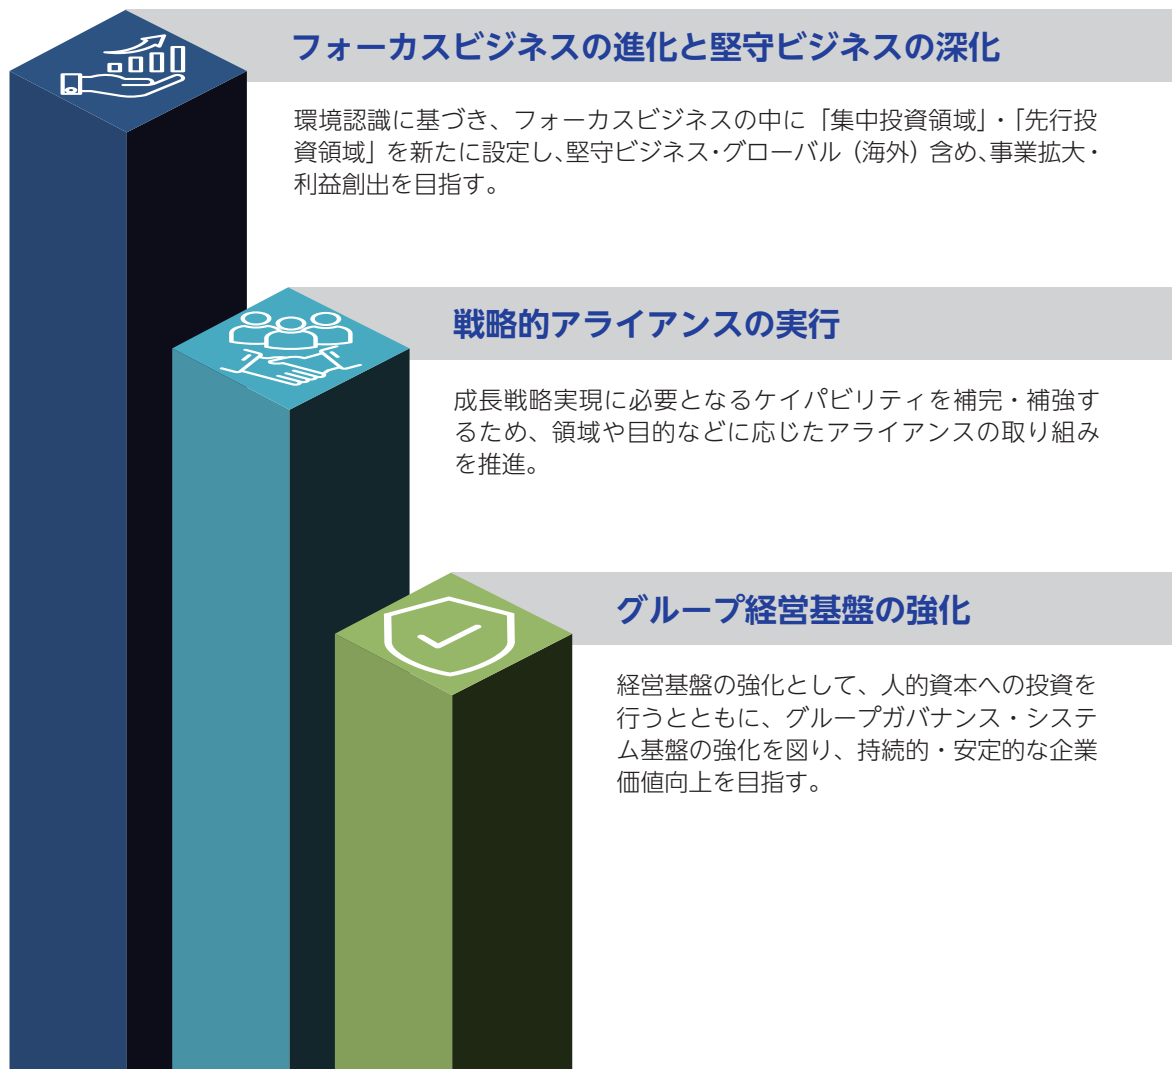 フォーカスビジネスの進化と堅守ビジネスの深化
環境認識に基づき、フォーカスビジネスの中に「集中投資領域」・「先行投
資領域」を新たに設定し、堅守ビジネス・グローバル（海外）含め、事業拡大・
利益創出を目指す。
戦略的アライアンスの実行
成長戦略実現に必要となるケイパビリティを補完・補強す
るため、領域や目的などに応じたアライアンスの取り組み
を推進。
グループ経営基盤の強化
経営基盤の強化として、人的資本への投資を
行うとともに、グループガバナンス・システ
ム基盤の強化を図り、持続的・安定的な企業
価値向上を目指す。